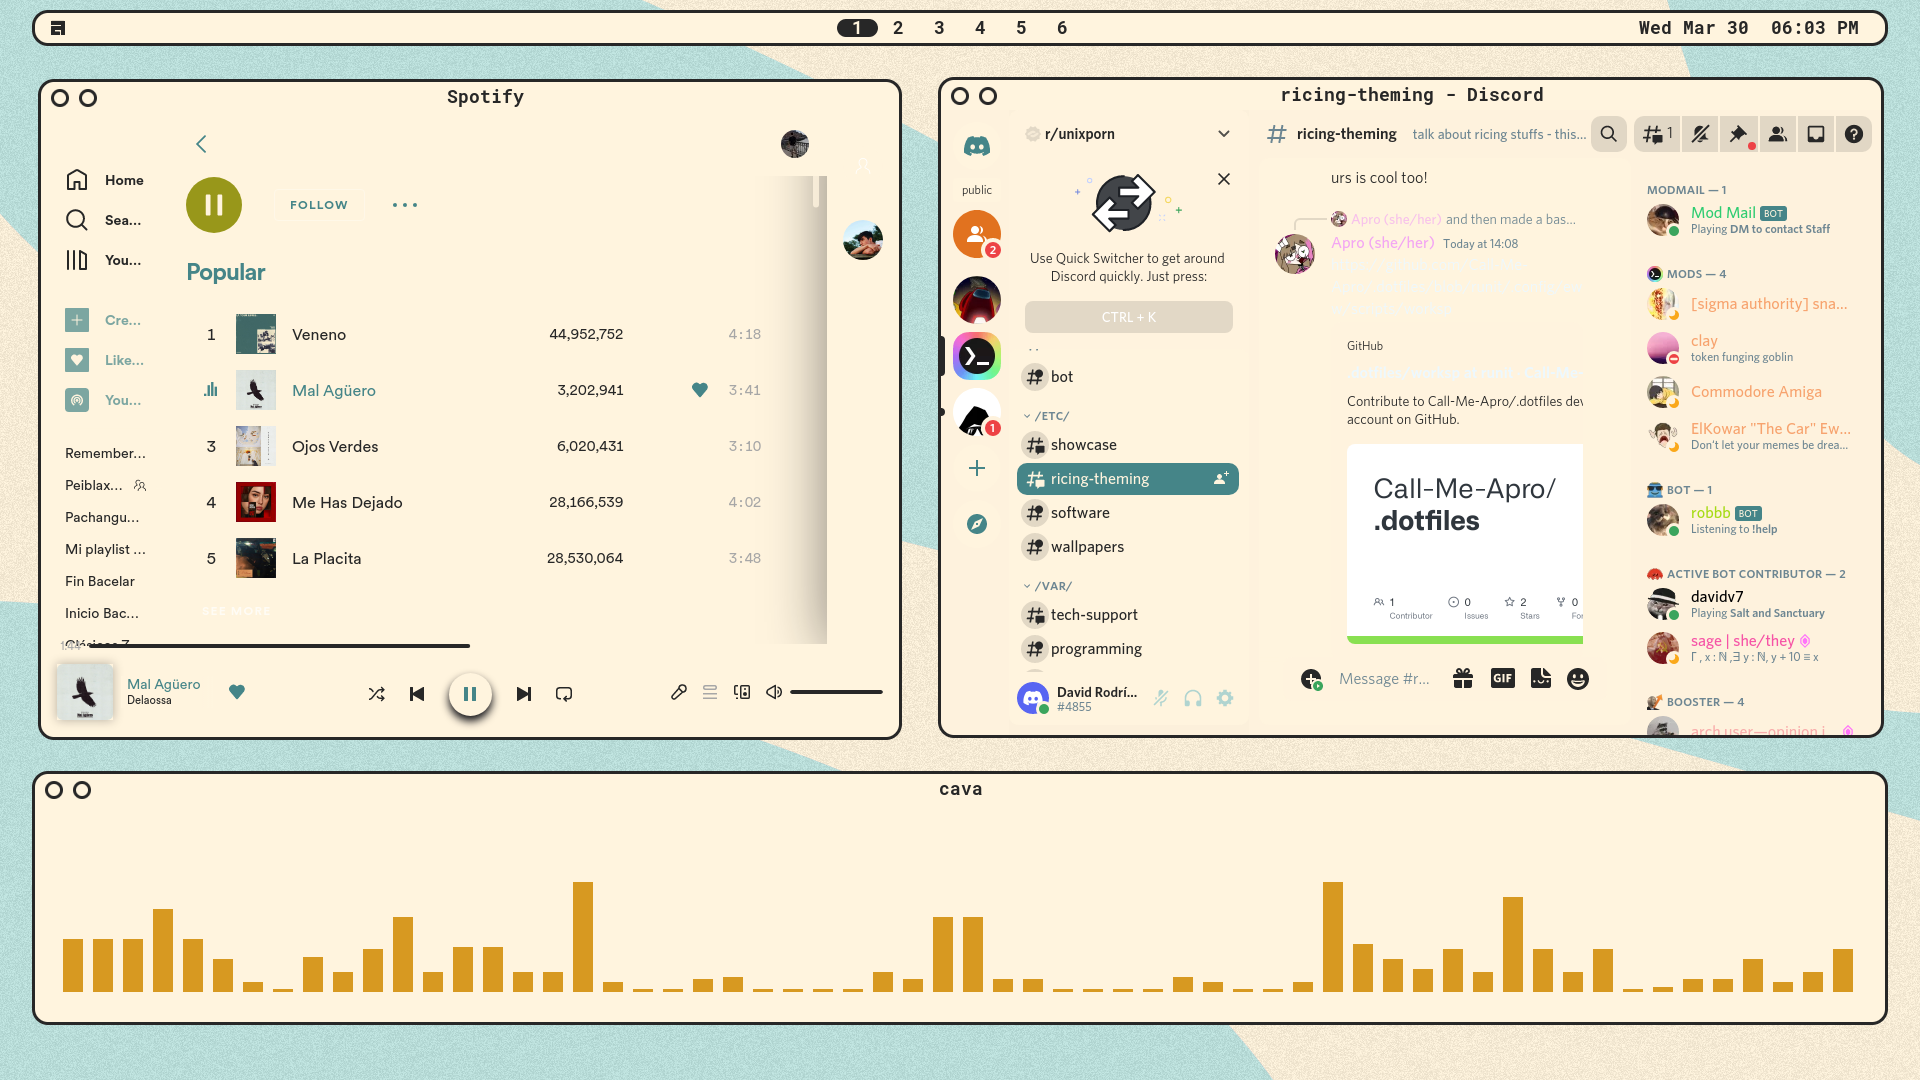 1 2 3 4 5 6
Wed Mar 30 06:03 PM
Spotify
Home
Sea...
You...
Cre...
Like...
You...
Remember...
Peiblax...
Pachangu...
Mi playlist ...
Fin Bacelar
Inicio Bac...
FOLLOW
Popular
1 Veneno 44,952,752 4:18
Mal Agüero 3,202,941 3:41
3 Ojos Verdes 6,020,431 3:10
4 Me Has Dejado 28,166,539 4:02
5 La Placita 28,530,064 3:48
SEE MORE
1:44
Mal Agüero
Delaossa
ricing-theming - Discord
public
2
1
r/unixporn
Use Quick Switcher to get around
Discord quickly. Just press:
CTRL + K
bot
/ETC/
showcase
ricing-theming
software
wallpapers
/VAR/
tech-support
programming
David Rodrí...
#4855
ricing-theming talk about ricing stuffs - this...
1
urs is cool too!
Apro (she/her) and then made a bas...
Apro (she/her) Today at 14:08
GitHub
Contribute to Call-Me-Apro/.dotfiles dev
account on GitHub.
Call-Me-Apro/
.dotfiles
1 0 2 0
Contributor Issues Stars For
Message #r...
GIF
MODMAIL — 1
Mod Mail BOT
Playing DM to contact Staff
MODS — 4
[sigma authority] sna...
clay
token funging goblin
Commodore Amiga
ElKowar "The Car" Ew...
Don't let your memes be drea...
BOT — 1
robbb BOT
Listening to !help
ACTIVE BOT CONTRIBUTOR — 2
davidv7
Playing Salt and Sanctuary
sage | she/they
Γ , x : ℕ ,∃ y : ℕ, y + 10 ≡ x
BOOSTER — 4
arch user—opinion i
cava